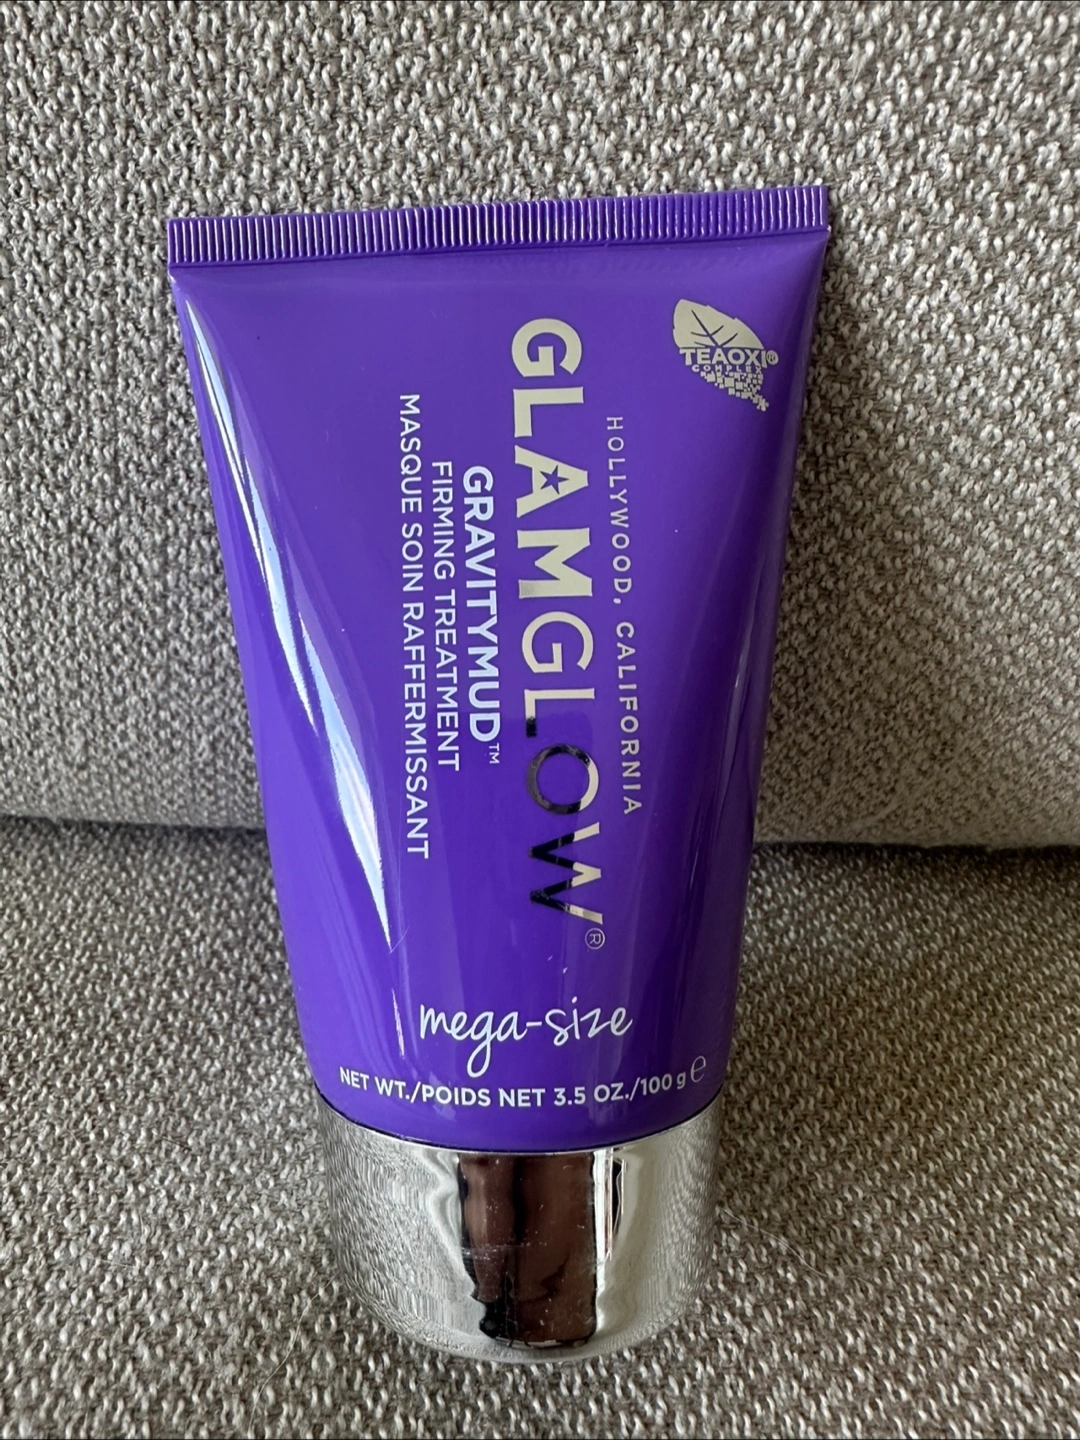 TEAOXI®
COMPLEX
HOLLYWOOD, CALIFORNIA
GLAMGLOW®
GRAVITYMUD™
FIRMING TREATMENT
MASQUE SOIN RAFFERMISSANT
mega-size
NET WT./POIDS NET 3.5 OZ./100 g ℮